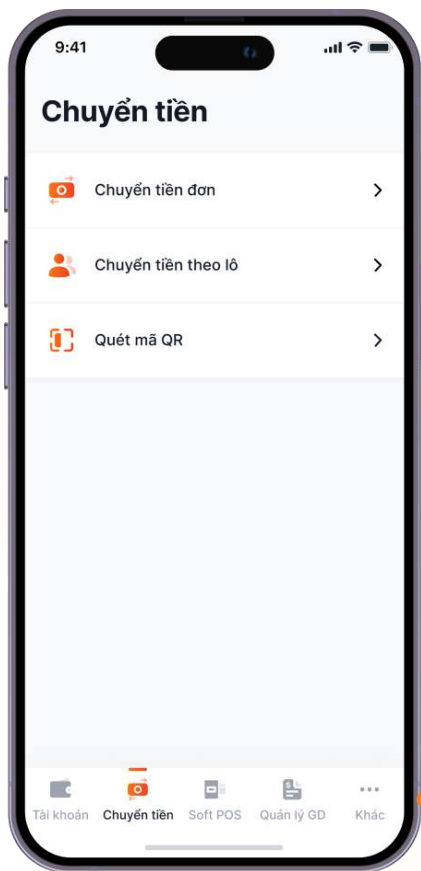 9:41
Chuyển tiền
Chuyển tiền đơn
Chuyển tiền theo lô
Quét mã QR
Tài khoản Chuyển tiền Soft POS Quản lý GD Khác